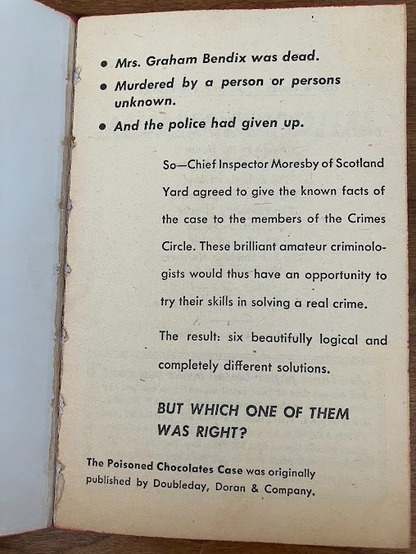 • Mrs. Graham Bendix was dead.
• Murdered by a person or persons
unknown.
• And the police had given up.
So—Chief Inspector Moresby of Scotland
Yard agreed to give the known facts of
the case to the members of the Crimes
Circle. These brilliant amateur criminolo-
gists would thus have an opportunity to
try their skills in solving a real crime.
The result: six beautifully logical and
completely different solutions.
BUT WHICH ONE OF THEM
WAS RIGHT?
The Poisoned Chocolates Case was originally
published by Doubleday, Doran & Company.